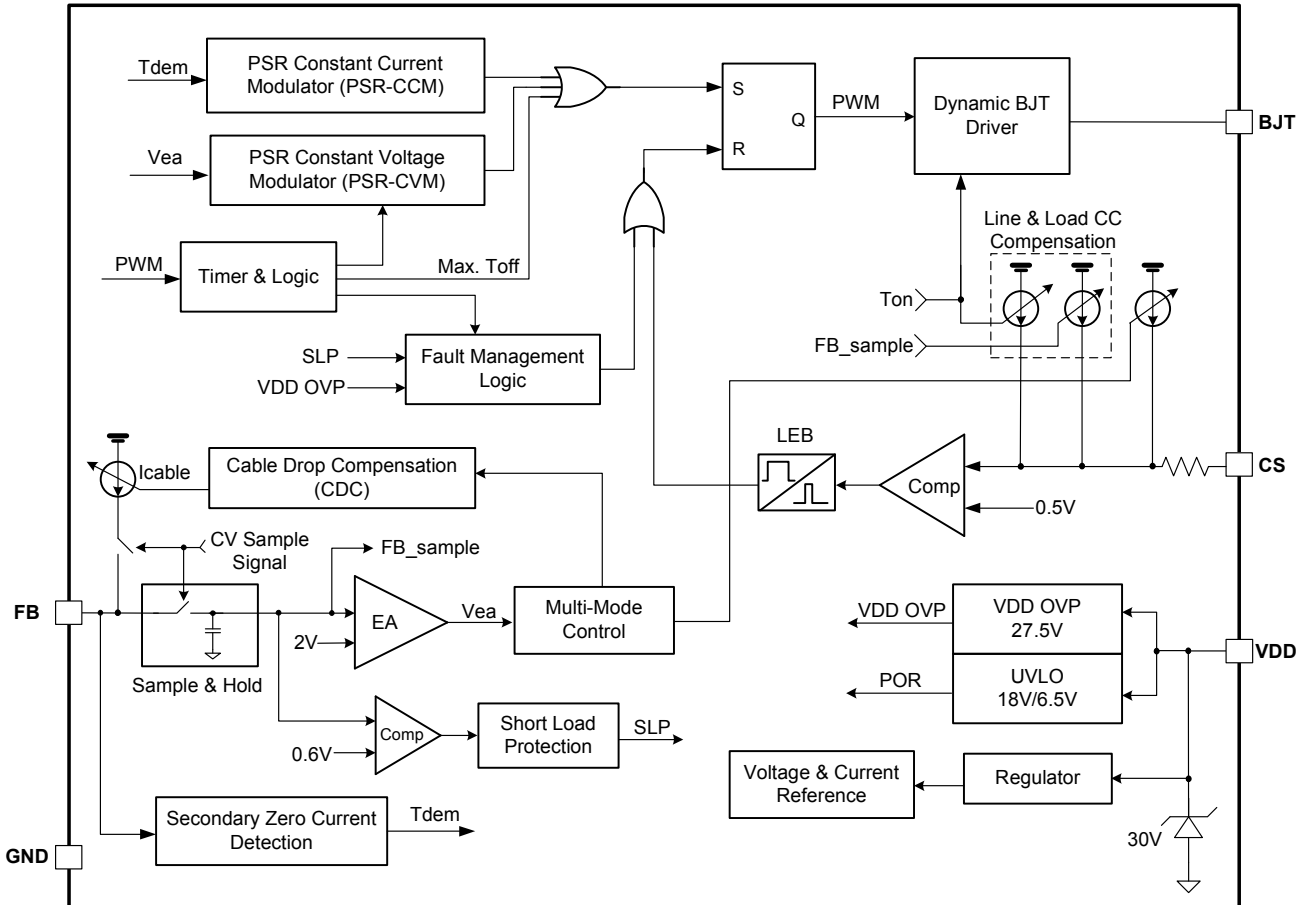 Tdem
PSR Constant Current
Modulator (PSR-CCM)
Vea
PSR Constant Voltage
Modulator (PSR-CVM)
PWM
Timer & Logic
Max. Toff
SLP
VDD OVP
Fault Management
Logic
S
R
Q
PWM
Dynamic BJT
Driver
BJT
Line & Load CC
Compensation
Ton
FB_sample
Icable
Cable Drop Compensation
(CDC)
LEB
Comp
0.5V
CS
CV Sample
Signal
FB_sample
FB
Sample & Hold
EA
2V
Vea
Multi-Mode
Control
VDD OVP
VDD OVP
27.5V
POR
UVLO
18V/6.5V
VDD
Comp
0.6V
Short Load
Protection
SLP
Voltage & Current
Reference
Regulator
30V
Secondary Zero Current
Detection
Tdem
GND